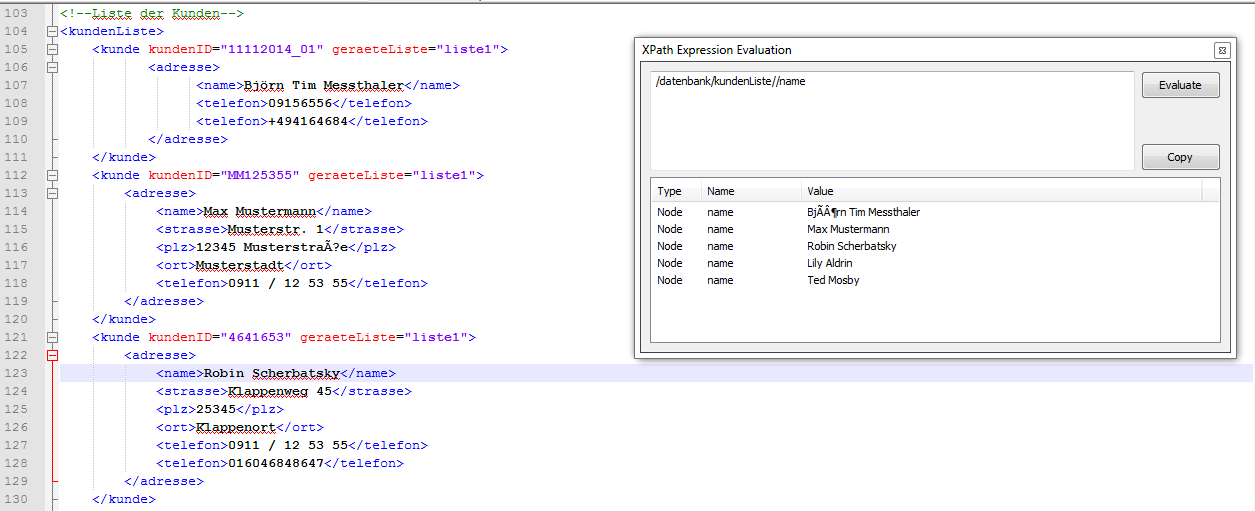 103 <!--Liste der Kunden-->
104 <kundenListe>
105 <kunde kundenID="11112014_01" geraeteListe="liste1">
106 <adresse>
107 <name>Björn Tim Messthaler</name>
108 <telefon>09156556</telefon>
109 <telefon>+494164684</telefon>
110 </adresse>
111 </kunde>
112 <kunde kundenID="MM125355" geraeteListe="liste1">
113 <adresse>
114 <name>Max Mustermann</name>
115 <strasse>Musterstr. 1</strasse>
116 <plz>12345 MusterstraÃ?e</plz>
117 <ort>Musterstadt</ort>
118 <telefon>0911 / 12 53 55</telefon>
119 </adresse>
120 </kunde>
121 <kunde kundenID="4641653" geraeteListe="liste1">
122 <adresse>
123 <name>Robin Scherbatsky</name>
124 <strasse>Klappenweg 45</strasse>
125 <plz>25345</plz>
126 <ort>Klappenort</ort>
127 <telefon>0911 / 12 53 55</telefon>
128 <telefon>016046848647</telefon>
129 </adresse>
130 </kunde>
XPath Expression Evaluation
/datenbank/kundenListe//name
Evaluate
Copy
Type Name Value
Node name BjÃÂ¶rn Tim Messthaler
Node name Max Mustermann
Node name Robin Scherbatsky
Node name Lily Aldrin
Node name Ted Mosby